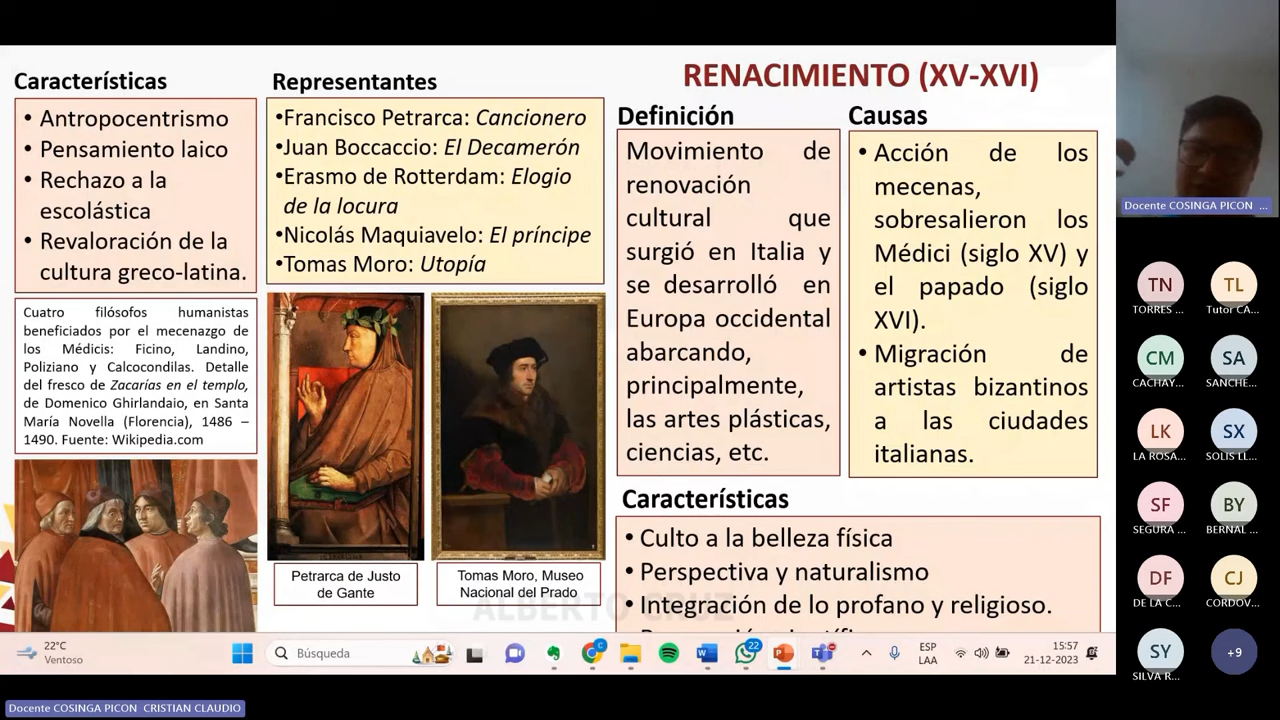 Características
• Antropocentrismo
• Pensamiento laico
• Rechazo a la
escolástica
• Revaloración de la
cultura greco-latina.
Cuatro filósofos humanistas
beneficiados por el mecenazgo de
los Médicis: Ficino, Landino,
Poliziano y Calcocondilas. Detalle
del fresco de Zacarías en el templo,
de Domenico Ghirlandaio, en Santa
María Novella (Florencia), 1486 –
1490. Fuente: Wikipedia.com
Representantes
•Francisco Petrarca: Cancionero
•Juan Boccaccio: El Decamerón
•Erasmo de Rotterdam: Elogio
de la locura
•Nicolás Maquiavelo: El príncipe
•Tomas Moro: Utopía
Petrarca de Justo
de Gante
Tomas Moro, Museo
Nacional del Prado
ALBERTO CRUZ
RENACIMIENTO (XV-XVI)
Definición
Movimiento de
renovación
cultural que
surgió en Italia y
se desarrolló en
Europa occidental
abarcando,
principalmente,
las artes plásticas,
ciencias, etc.
Causas
• Acción de los
mecenas,
sobresalieron los
Médici (siglo XV) y
el papado (siglo
XVI).
• Migración de
artistas bizantinos
a las ciudades
italianas.
Características
• Culto a la belleza física
• Perspectiva y naturalismo
• Integración de lo profano y religioso.
Docente COSINGA PICON ...
TN
TORRES ...
TL
Tutor CA...
CM
CACHAY...
SA
SANCHE...
LK
LA ROSA...
SX
SOLIS LL...
SF
SEGURA ...
BY
BERNAL ...
DF
DE LA C...
CJ
CORDOV...
SY
SILVA R...
+9
22°C
Ventoso
Búsqueda
22
ESP
LAA
15:57
21-12-2023
Docente COSINGA PICON CRISTIAN CLAUDIO